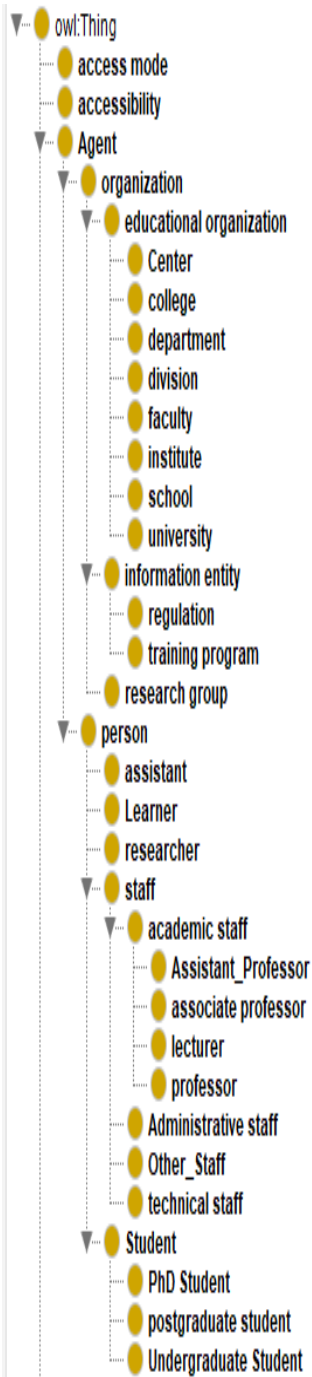 owl:Thing
access mode
accessibility
Agent
organization
educational organization
Center
college
department
division
faculty
institute
school
university
information entity
regulation
training program
research group
person
assistant
Learner
researcher
staff
academic staff
Assistant_Professor
associate professor
lecturer
professor
Administrative staff
Other_Staff
technical staff
Student
PhD Student
postgraduate student
Undergraduate Student